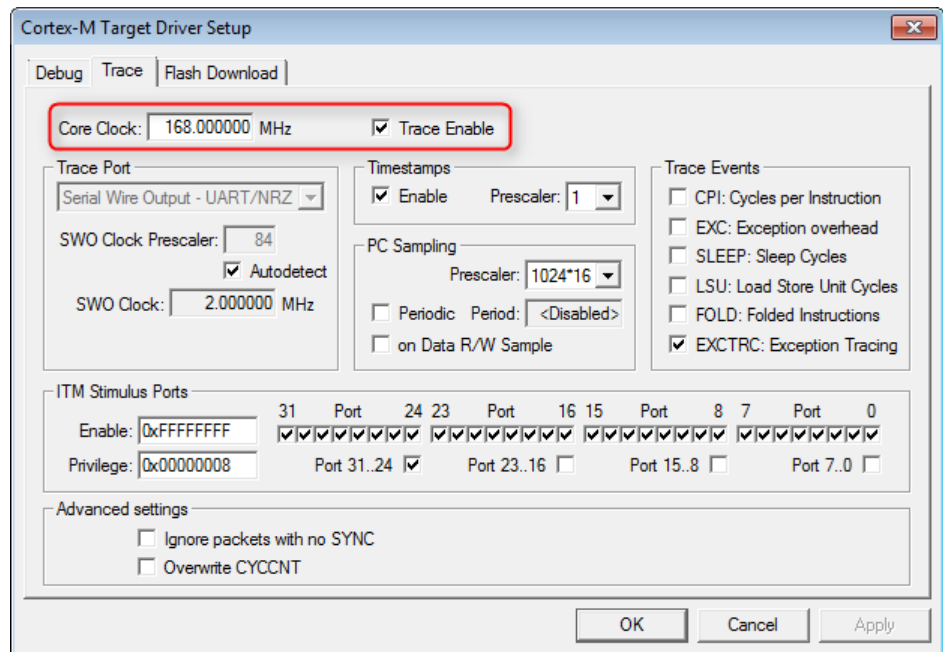 Cortex-M Target Driver Setup
Debug Trace Flash Download
Core Clock: 168.000000 MHz Trace Enable
Trace Port
Serial Wire Output - UART/NRZ
SWO Clock Prescaler: 84
Autodetect
SWO Clock: 2.000000 MHz
Timestamps
Enable Prescaler: 1
PC Sampling
Prescaler: 1024*16
Periodic Period: <Disabled>
on Data R/W Sample
Trace Events
CPI: Cycles per Instruction
EXC: Exception overhead
SLEEP: Sleep Cycles
LSU: Load Store Unit Cycles
FOLD: Folded Instructions
EXCTRC: Exception Tracing
ITM Stimulus Ports
31 Port 24 23 Port 16 15 Port 8 7 Port 0
Enable: 0xFFFFFFFF
Privilege: 0x00000008 Port 31..24 Port 23..16 Port 15..8 Port 7..0
Advanced settings
Ignore packets with no SYNC
Overwrite CYCCNT
OK Cancel Apply